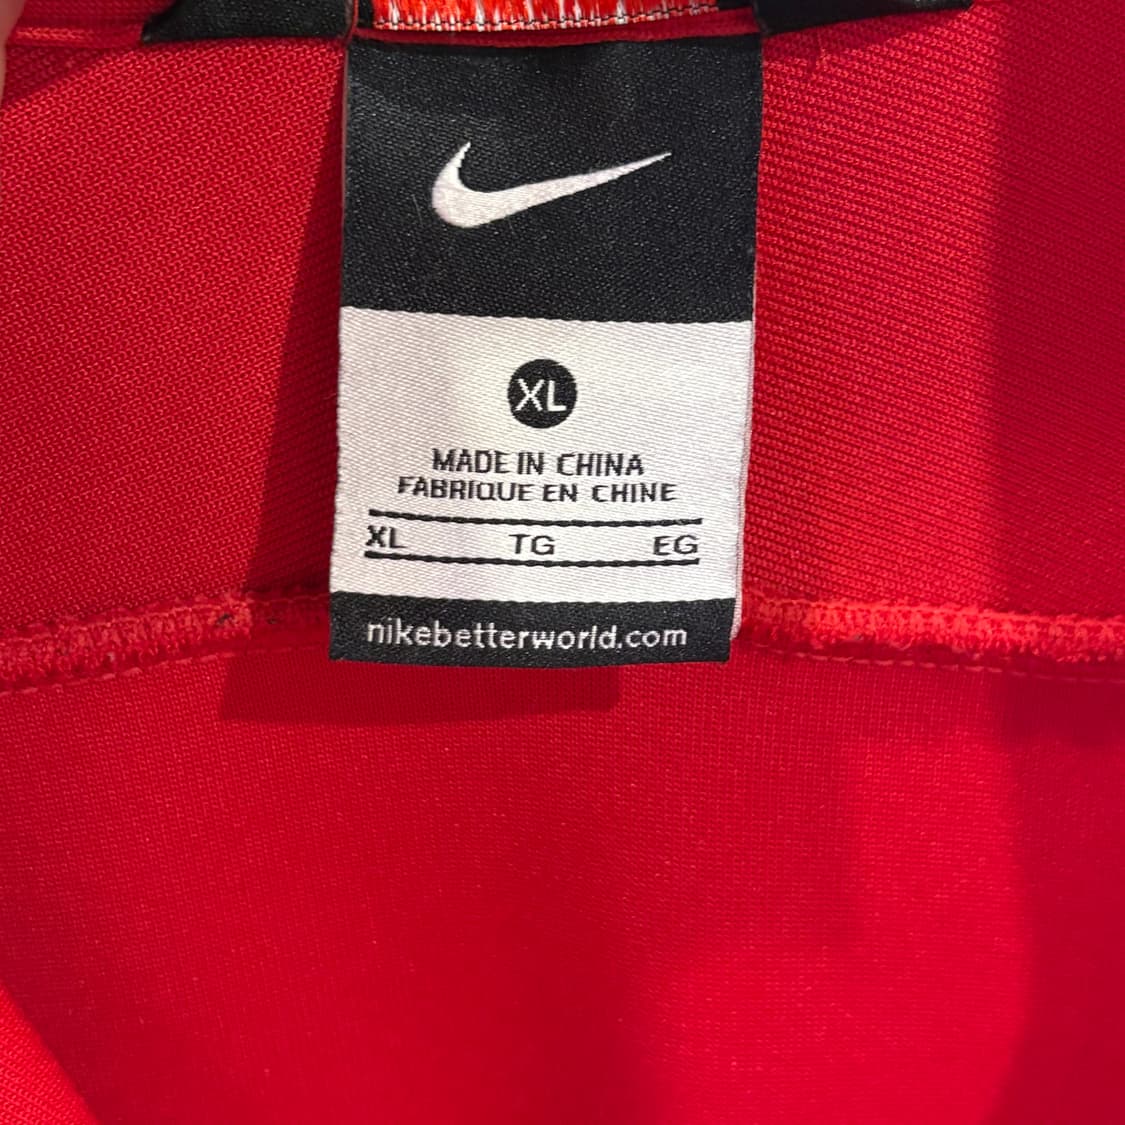 XL
MADE IN CHINA
FABRIQUE EN CHINE
XL TG EG
nikebetterworld.com